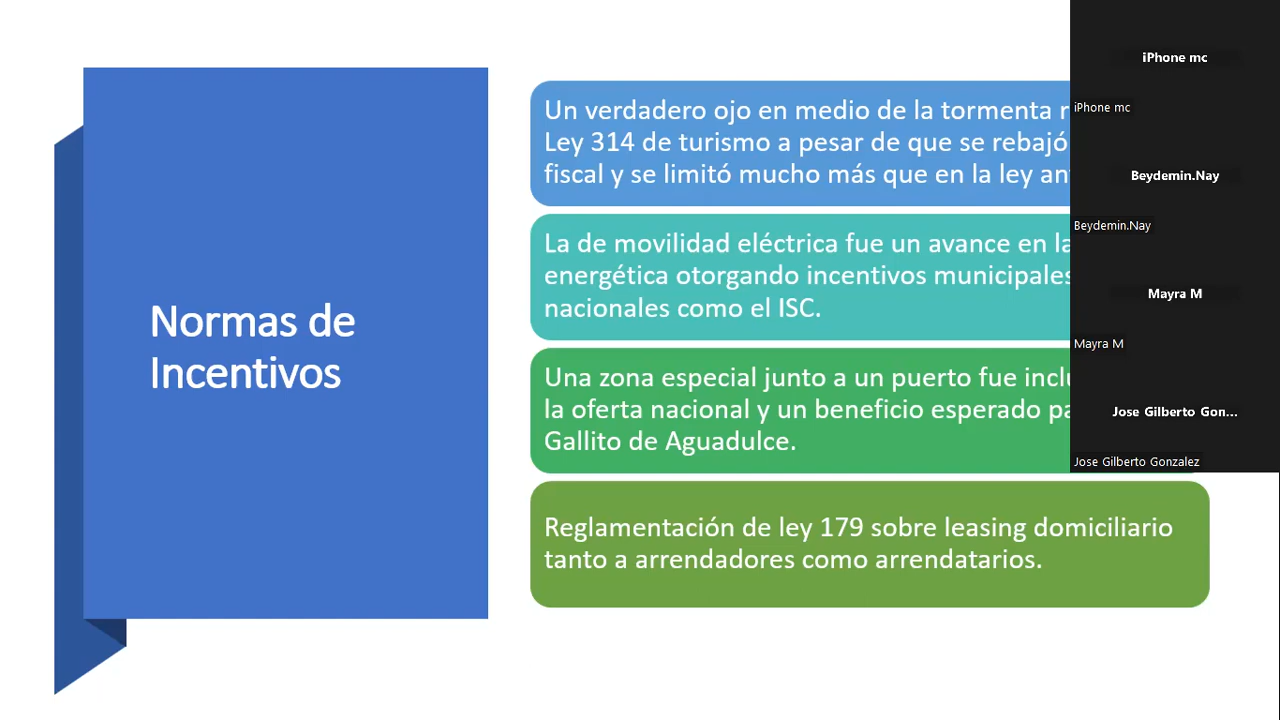 Normas de
Incentivos
Un verdadero ojo en medio de la tormenta
Ley 314 de turismo a pesar de que se rebajó
fiscal y se limitó mucho más que en la ley
La de movilidad eléctrica fue un avance en
energética otorgando incentivos municipales
nacionales como el ISC.
Una zona especial junto a un puerto fue
la oferta nacional y un beneficio esperado
Gallito de Aguadulce.
Reglamentación de ley 179 sobre leasing domiciliario
tanto a arrendadores como arrendatarios.
iPhone mc
iPhone mc
Beydemin.Nay
Beydemin.Nay
Mayra M
Mayra M
Jose Gilberto Gon...
Jose Gilberto Gonzalez